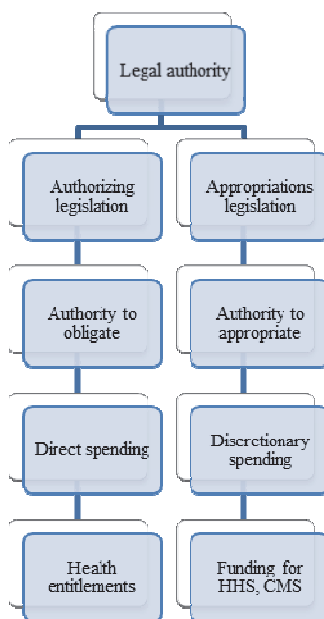 Legal authority
Authorizing
legislation
Appropriations
legislation
Authority to
obligate
Authority to
appropriate
Direct spending
Discretionary
spending
Health
entitlements
Funding for
HHS, CMS